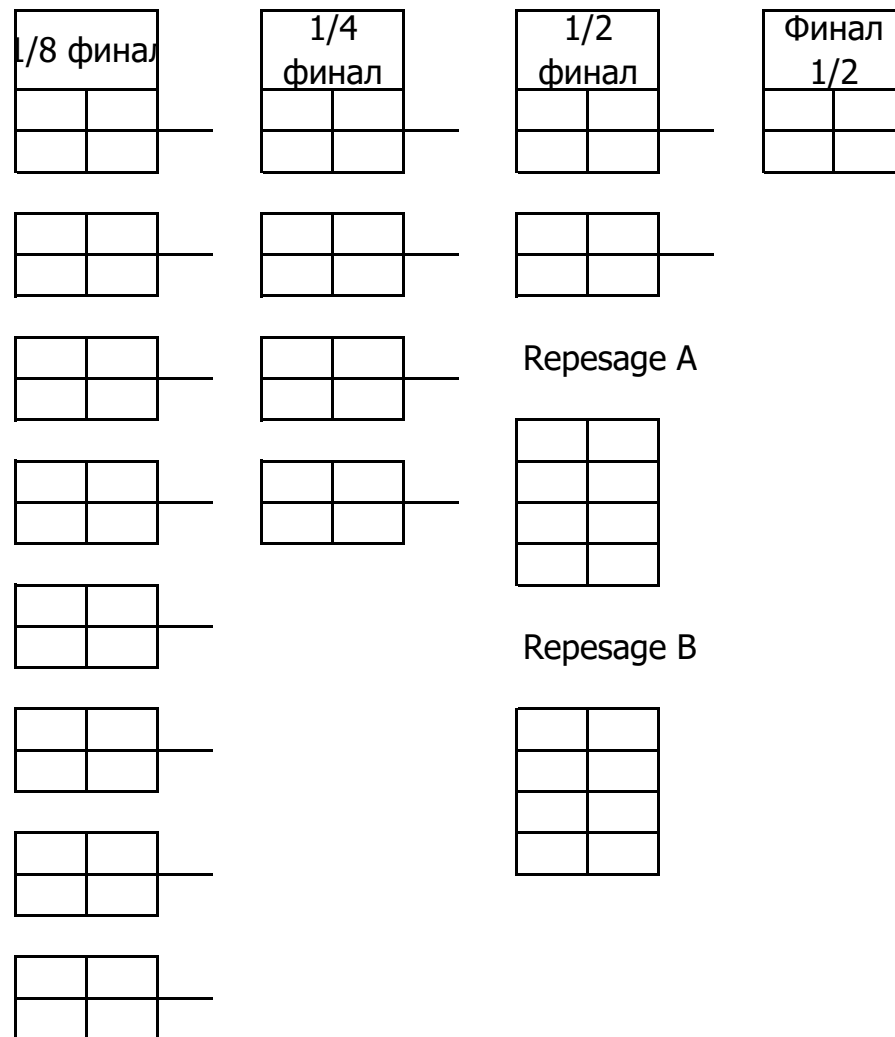 1/8 финал
1/4
финал
1/2
финал
Финал
1/2
Repesage A
Repesage B